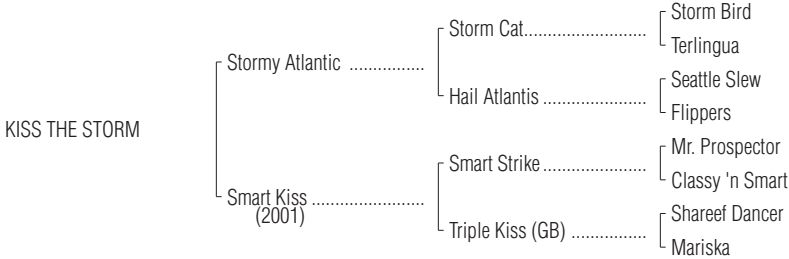 Storm Bird
Storm Cat.........................
Terlingua
Stormy Atlantic ................
Seattle Slew
Hail Atlantis ......................
Flippers
KISS THE STORM
Mr. Prospector
Smart Strike......................
Classy 'n Smart
Smart Kiss ........................
(2001)
Shareef Dancer
Triple Kiss (GB) ................
Mariska